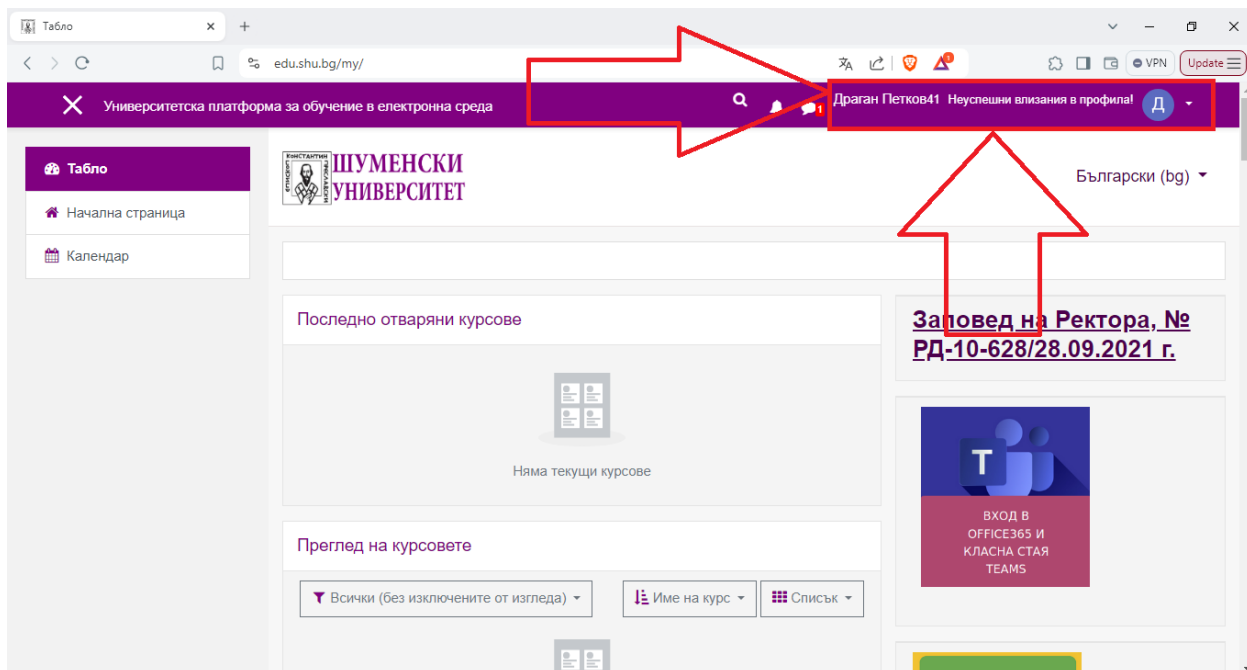 Табло
edu.shu.bg/my/
1
VPN
Update
Университетска платформа за обучение в електронна среда
1
Драган Петков41 Неуспешни влизания в профила!
Д
Табло
Начална страница
Календар
ШУМЕНСКИ
УНИВЕРСИТЕТ
Български (bg)
Последно отваряни курсове
Няма текущи курсове
Преглед на курсовете
Всички (без изключените от изгледа)
Име на курс
Списък
Заповед на Ректора, №
РД-10-628/28.09.2021 г.
T
ВХОД В
OFFICE365 И
КЛАСНА СТАЯ
TEAMS